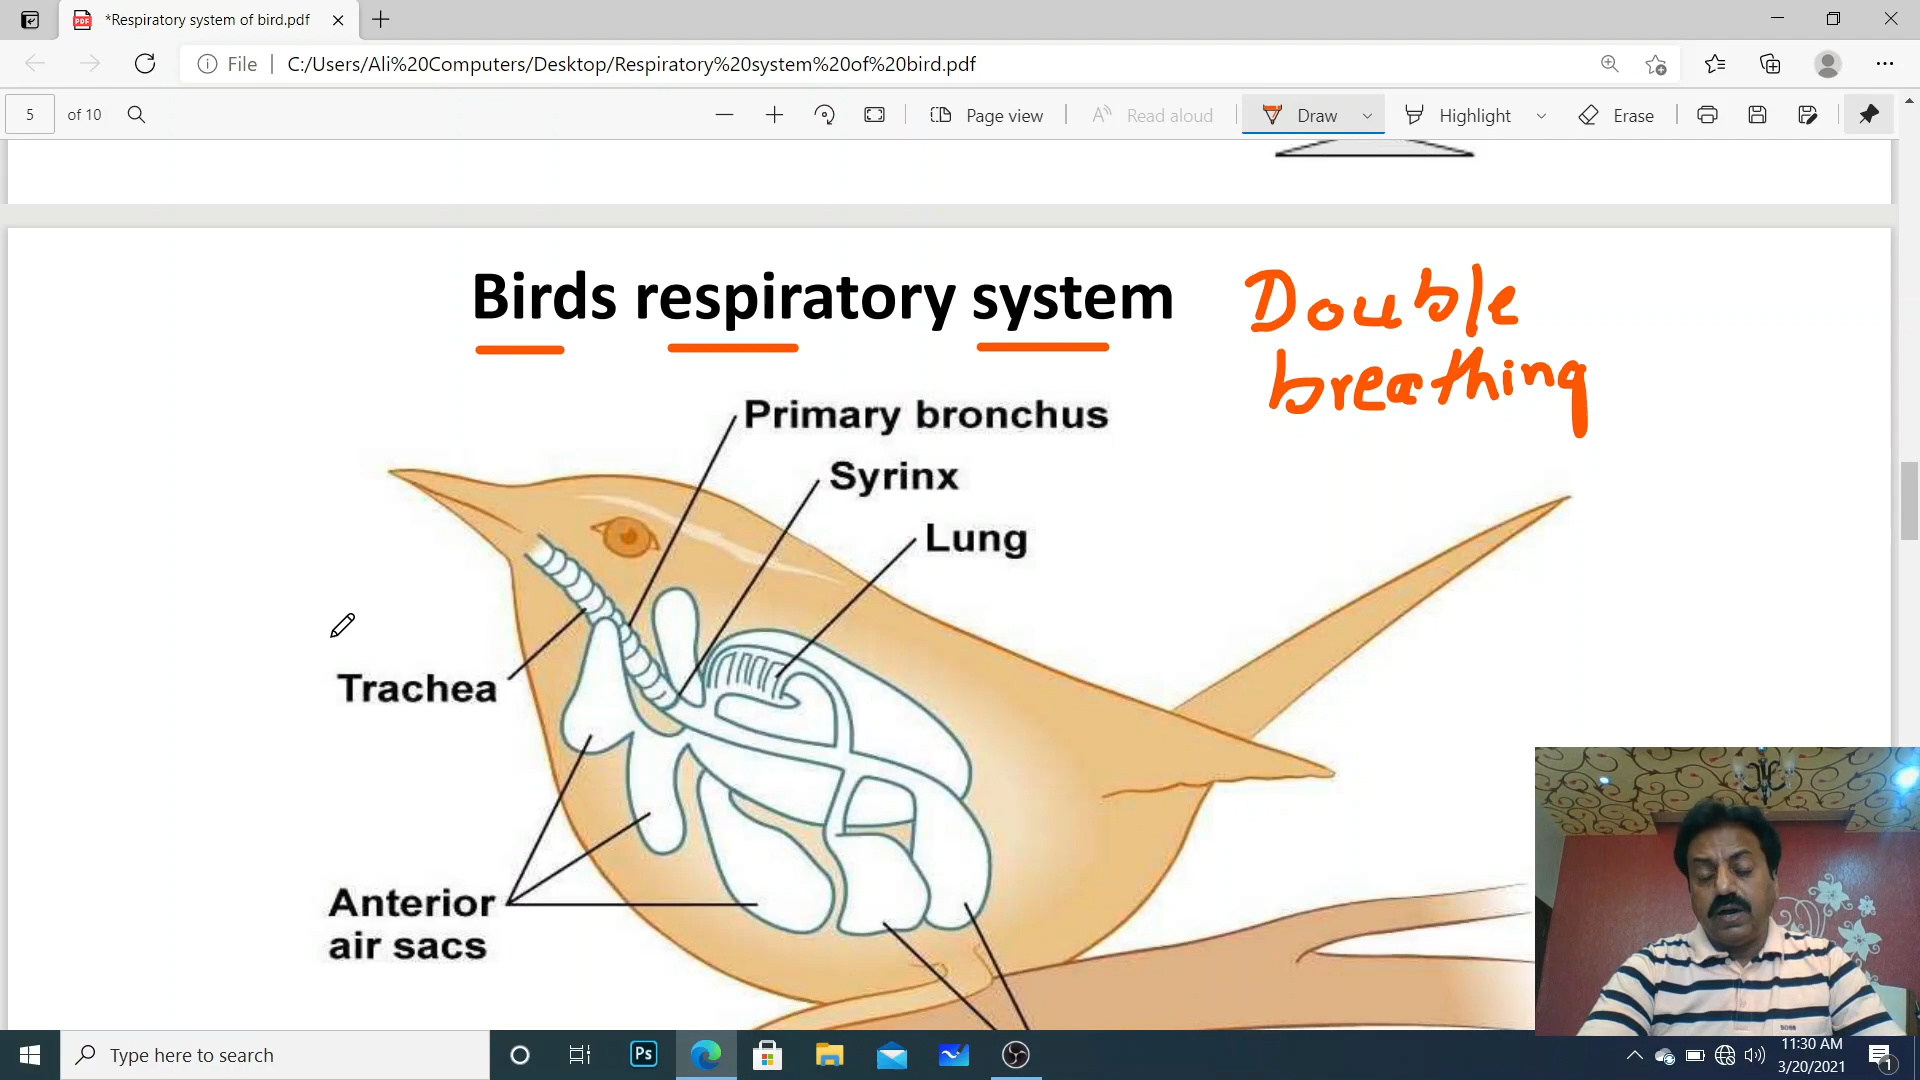 *Respiratory system of bird.pdf
File
C:/Users/Ali%20Computers/Desktop/Respiratory%20system%20of%20bird.pdf
5 of 10
Page view
Read aloud
Draw
Highlight
Erase
Birds respiratory system
Double
breathing
Primary bronchus
Syrinx
Lung
Trachea
Anterior
air sacs
Type here to search
Ps
11:30 AM
3/20/2021
1